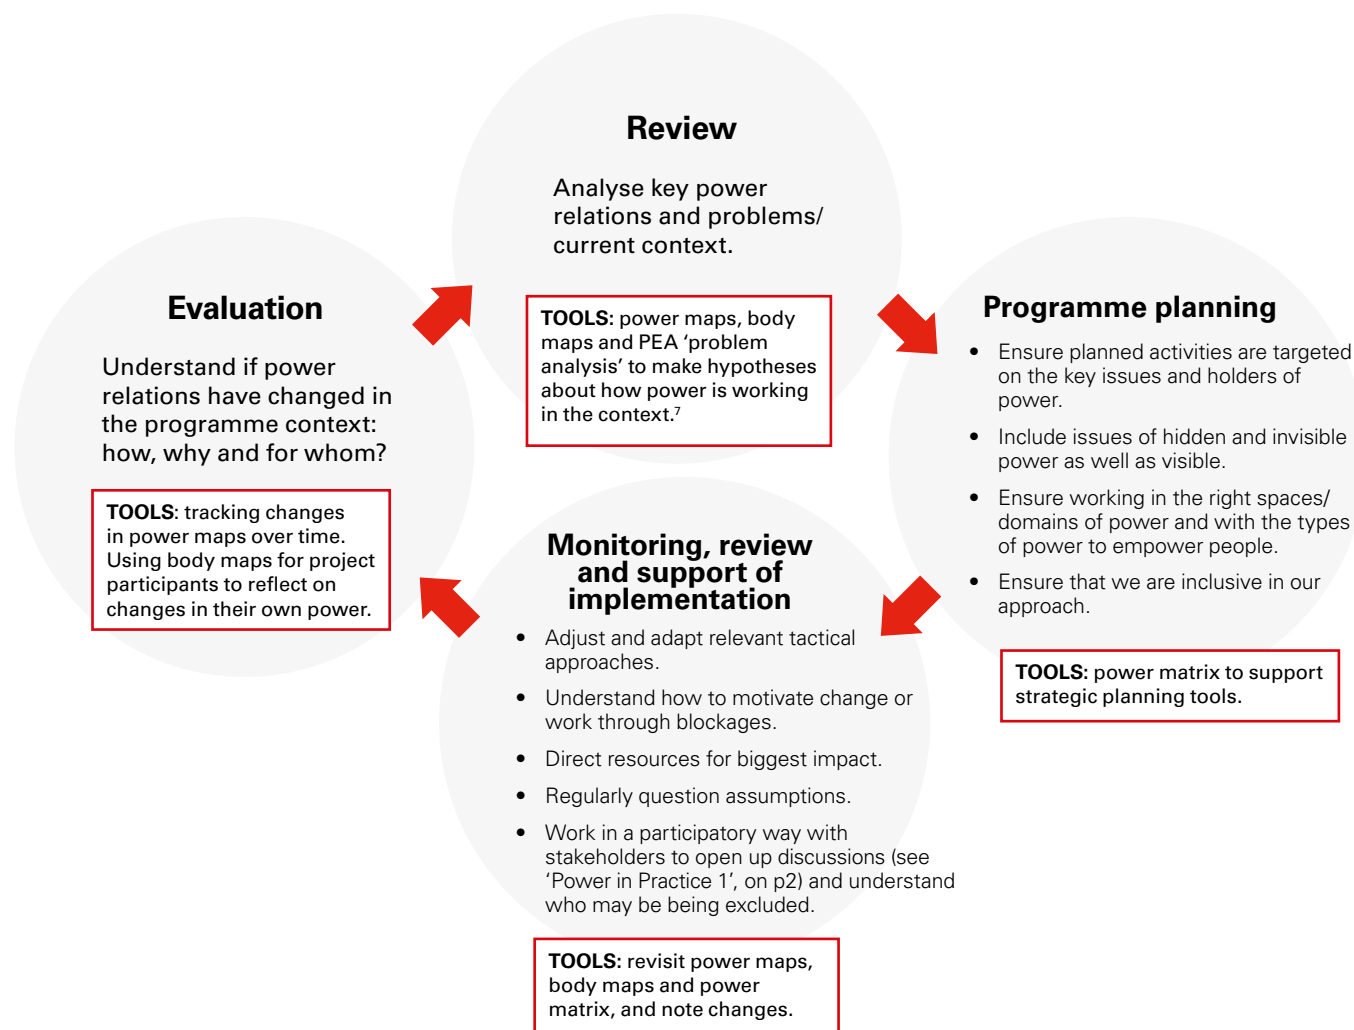 Review
Analyse key power
relations and problems/
current context.
TOOLS: power maps, body
maps and PEA ‘problem
analysis’ to make hypotheses
about how power is working
in the context.⁷
Programme planning
• Ensure planned activities are targeted
on the key issues and holders of
power.
• Include issues of hidden and invisible
power as well as visible.
• Ensure working in the right spaces/
domains of power and with the types
of power to empower people.
• Ensure that we are inclusive in our
approach.
TOOLS: power matrix to support
strategic planning tools.
Monitoring, review
and support of
implementation
• Adjust and adapt relevant tactical
approaches.
• Understand how to motivate change or
work through blockages.
• Direct resources for biggest impact.
• Regularly question assumptions.
• Work in a participatory way with
stakeholders to open up discussions (see
‘Power in Practice 1’, on p2) and understand
who may be being excluded.
TOOLS: revisit power maps,
body maps and power
matrix, and note changes.
Evaluation
Understand if power
relations have changed in
the programme context:
how, why and for whom?
TOOLS: tracking changes
in power maps over time.
Using body maps for project
participants to reflect on
changes in their own power.